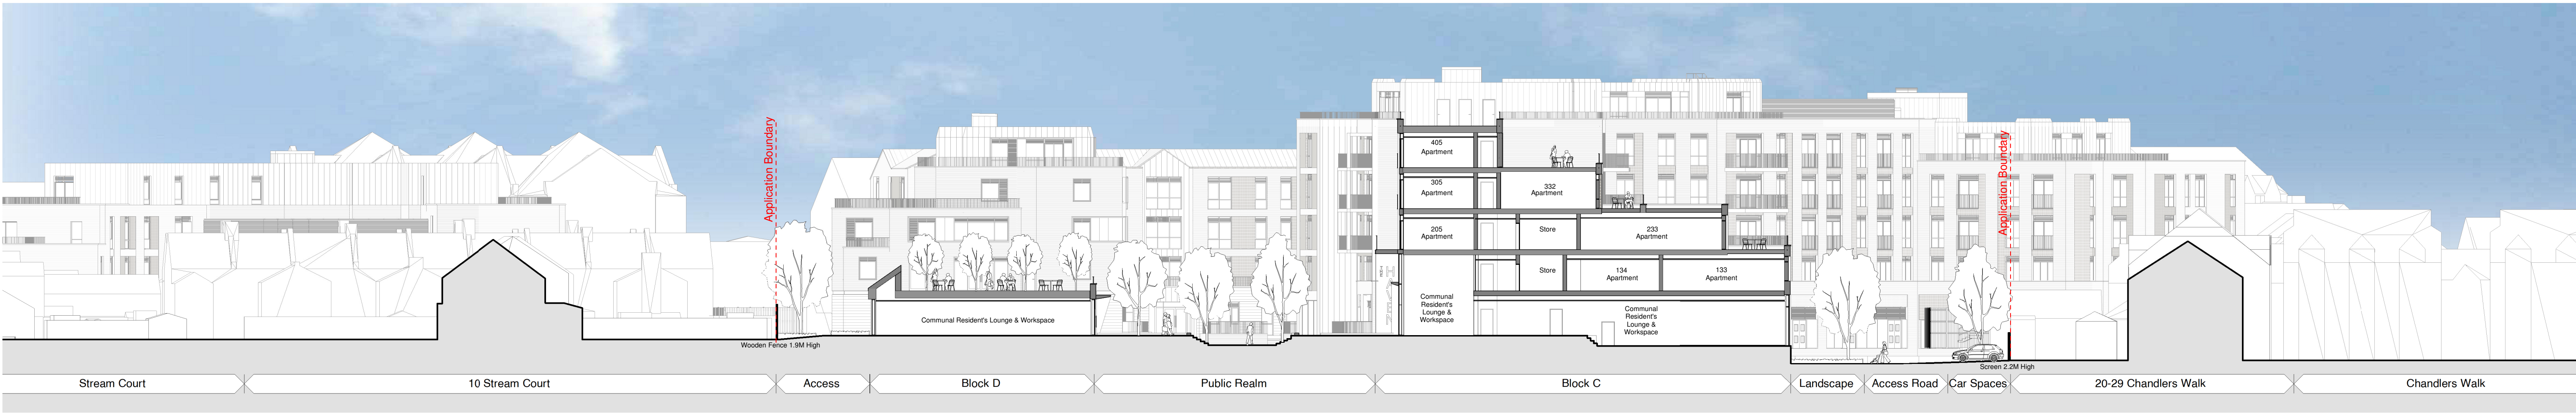 Application Boundary
Application Boundary
405
Apartment
305
Apartment
332
Apartment
205
Apartment
Store
233
Apartment
Store
134
Apartment
133
Apartment
Communal
Resident's
Lounge &
Workspace
Communal
Resident's
Lounge &
Workspace
Communal Resident's Lounge & Workspace
Wooden Fence 1.9M High
Screen 2.2M High
Stream Court
10 Stream Court
Access
Block D
Public Realm
Block C
Landscape
Access Road
Car Spaces
20-29 Chandlers Walk
Chandlers Walk